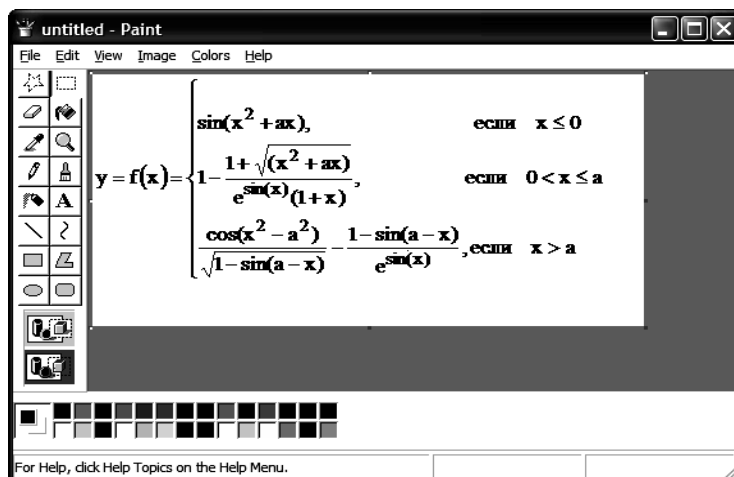 untitled - Paint
File Edit View Image Colors Help
sin(x² + ax), если x ≤ 0
y = f(x) = { 1 − (1 + √(x² + ax)) / (e^sin(x) (1 + x)), если 0 < x ≤ a
cos(x² − a²) / √(1 − sin(a − x)) − (1 − sin(a − x)) / e^sin(x), если x > a
A
For Help, click Help Topics on the Help Menu.